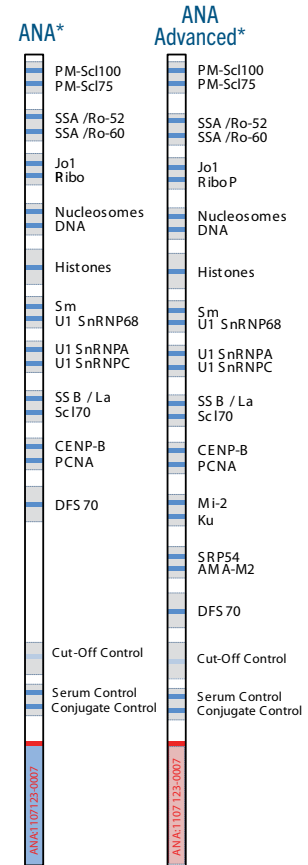 ANA*
PM-Scl100
PM-Scl75
SSA /Ro-52
SSA /Ro-60
Jo1
Ribo
Nucleosomes
DNA
Histones
Sm
U1 SnRNP68
U1 SnRNPA
U1 SnRNPC
SS B / La
Scl70
CENP-B
PCNA
DFS 70
Cut-Off Control
Serum Control
Conjugate Control
ANA:1107123-0007
ANA
Advanced*
PM-Scl100
PM-Scl75
SSA /Ro-52
SSA /Ro-60
Jo1
Ribo P
Nucleosomes
DNA
Histones
Sm
U1 SnRNP68
U1 SnRNPA
U1 SnRNPC
SS B / La
Scl70
CENP-B
PCNA
Mi-2
Ku
SRP54
AMA-M2
DFS 70
Cut-Off Control
Serum Control
Conjugate Control
ANA:1107 123-0007